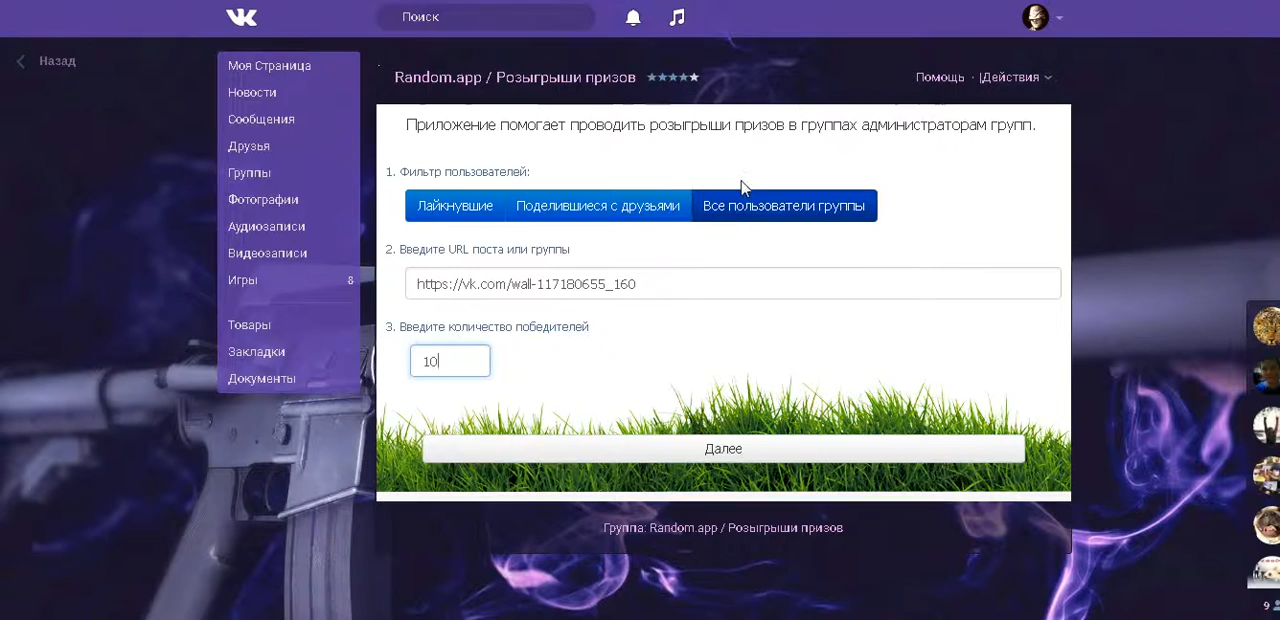 VK
Поиск
Назад
Моя Страница
Новости
Сообщения
Друзья
Группы
Фотографии
Аудиозаписи
Видеозаписи
Игры 8
Товары
Закладки
Документы
Random.app / Розыгрыши призов
Помощь · |Действия
Приложение помогает проводить розыгрыши призов в группах администраторам групп.
1. Фильтр пользователей:
Лайкнувшие Поделившиеся с друзьями Все пользователи группы
2. Введите URL поста или группы
https://vk.com/wall-117180655_160
3. Введите количество победителей
10
Далее
Группа: Random.app / Розыгрыши призов
9